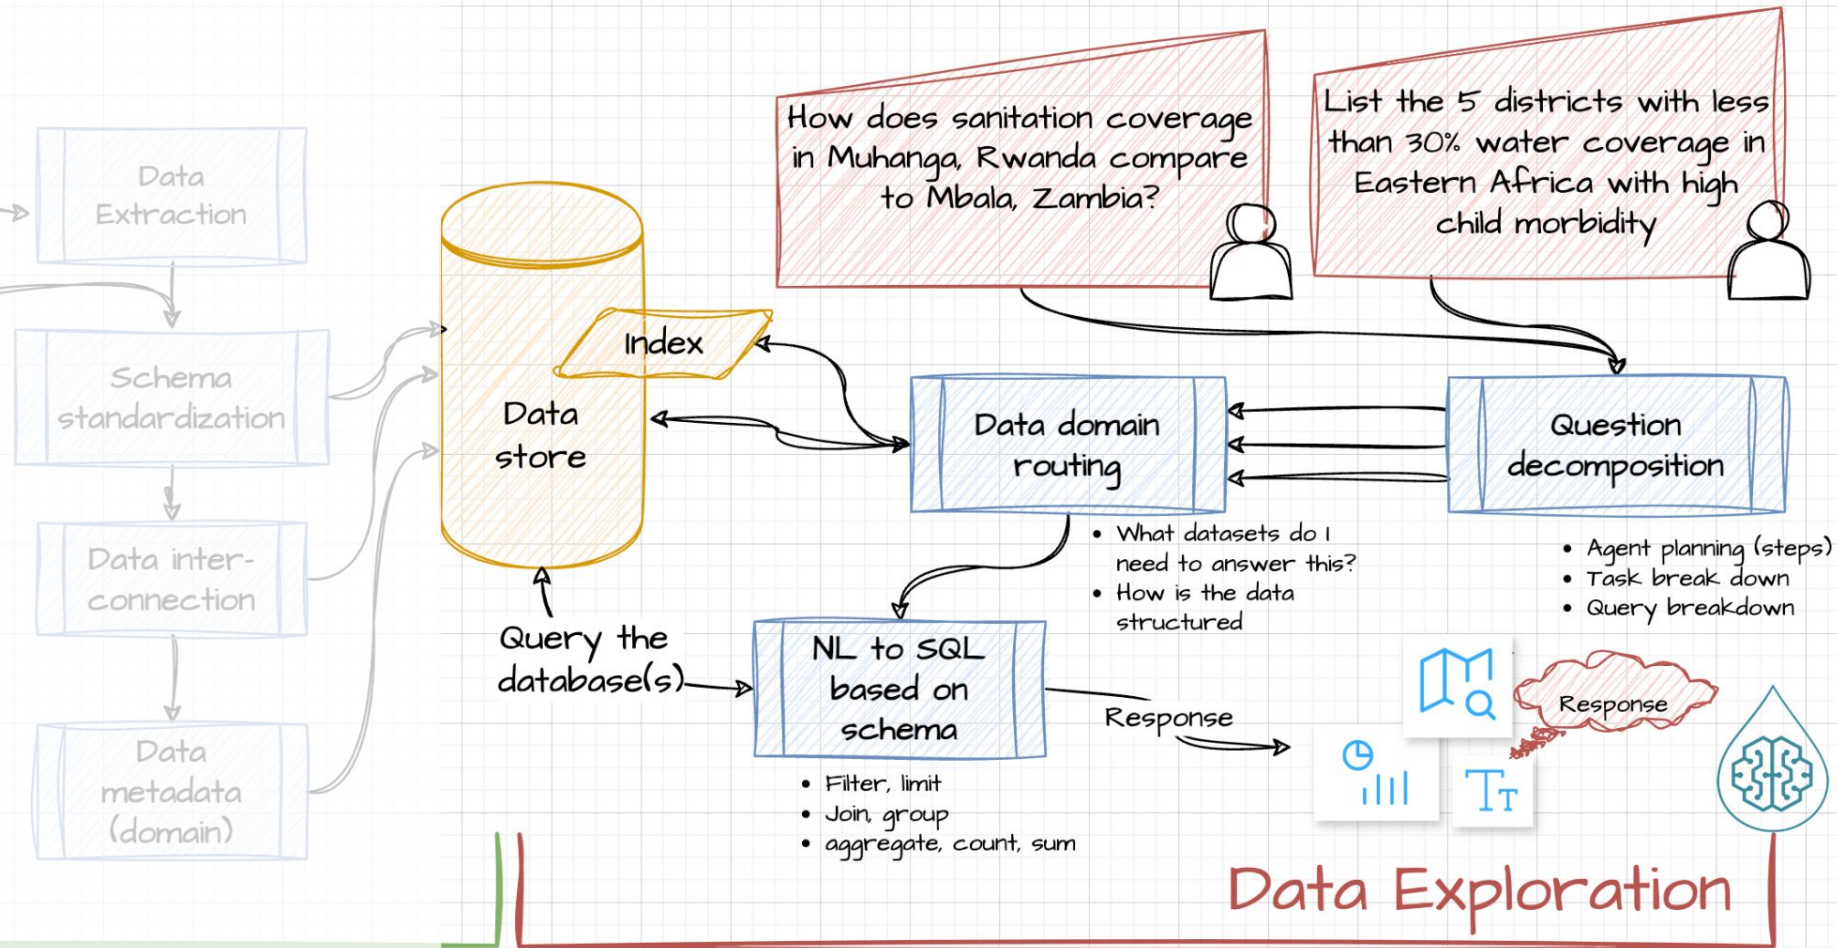 Data
Extraction
Schema
standardization
Data inter-
connection
Data
metadata
(domain)
Data
store
Index
Query the
database(s)
How does sanitation coverage
in Muhanga, Rwanda compare
to Mbala, Zambia?
List the 5 districts with less
than 30% water coverage in
Eastern Africa with high
child morbidity
Data domain
routing
• What datasets do I
need to answer this?
• How is the data
structured
Question
decomposition
• Agent planning (steps)
• Task break down
• Query breakdown
NL to SQL
based on
schema
• Filter, limit
• Join, group
• aggregate, count, sum
Response
Response
TT
Data Exploration